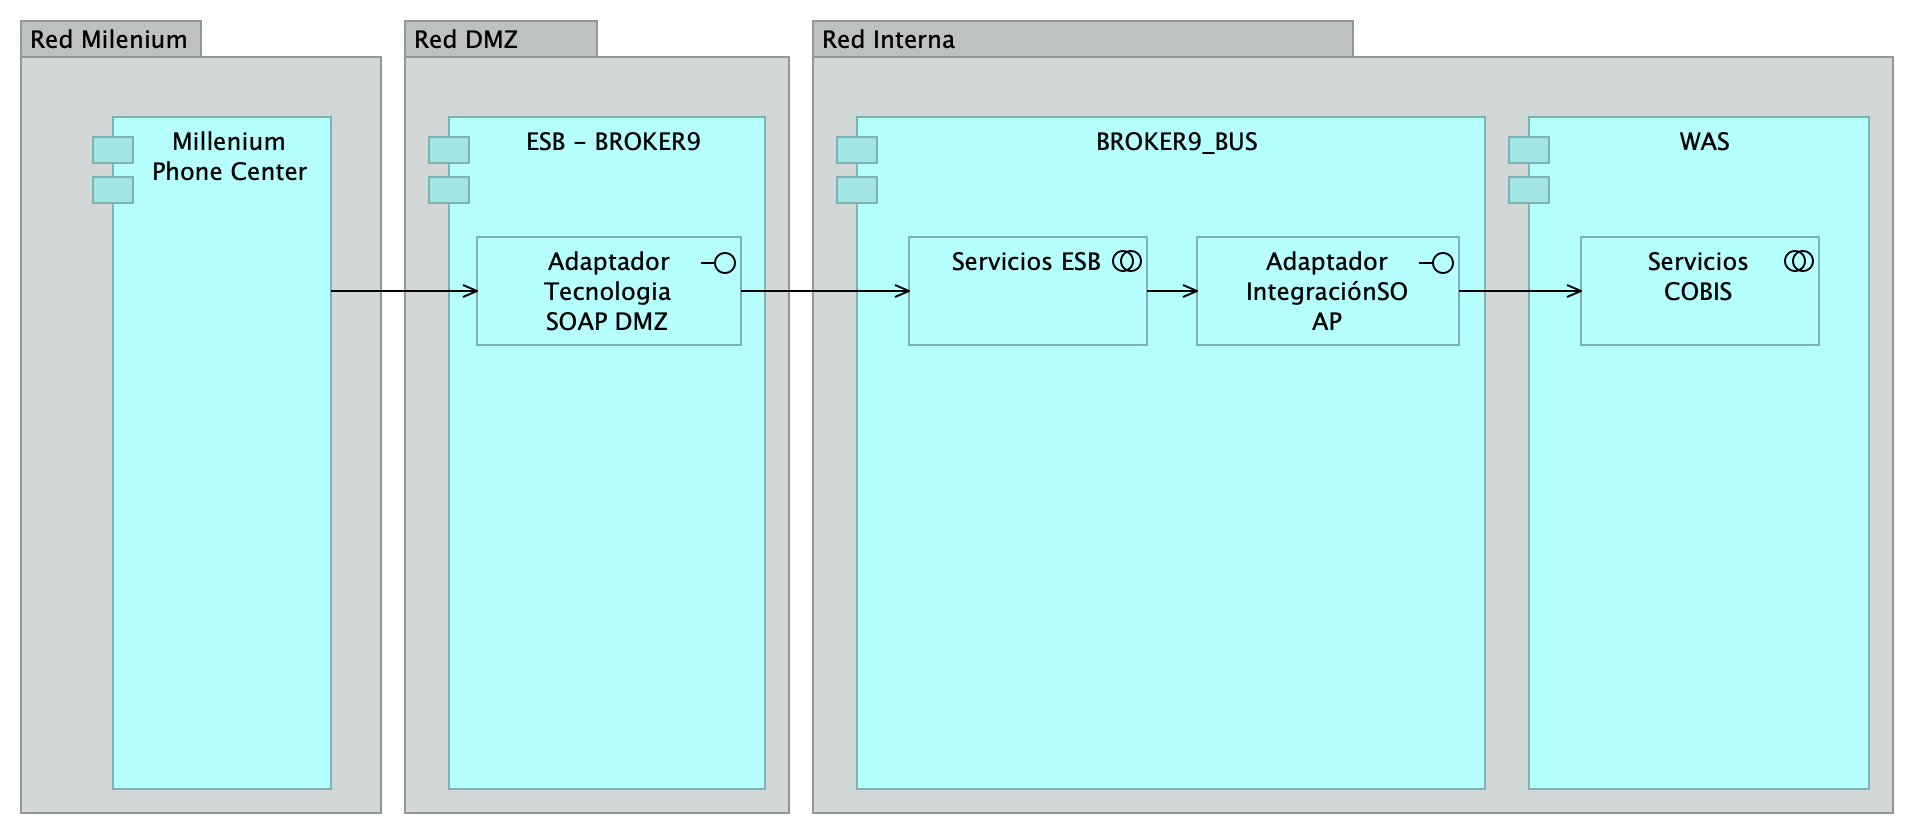 Red Milenium
Red DMZ
Red Interna
Millenium
Phone Center
ESB - BROKER9
BROKER9_BUS
WAS
Adaptador
Tecnologia
SOAP DMZ
Servicios ESB
Adaptador
IntegraciónSO
AP
Servicios
COBIS